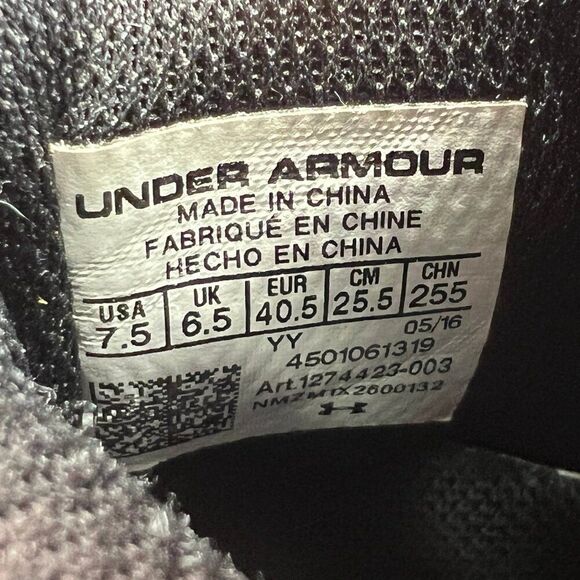 UNDER ARMOUR
MADE IN CHINA
FABRIQUÉ EN CHINE
HECHO EN CHINA
USA UK EUR CM CHN
7.5 6.5 40.5 25.5 255
YY 05/16
4501061319
Art.1274423-003
NMZM1X2600132